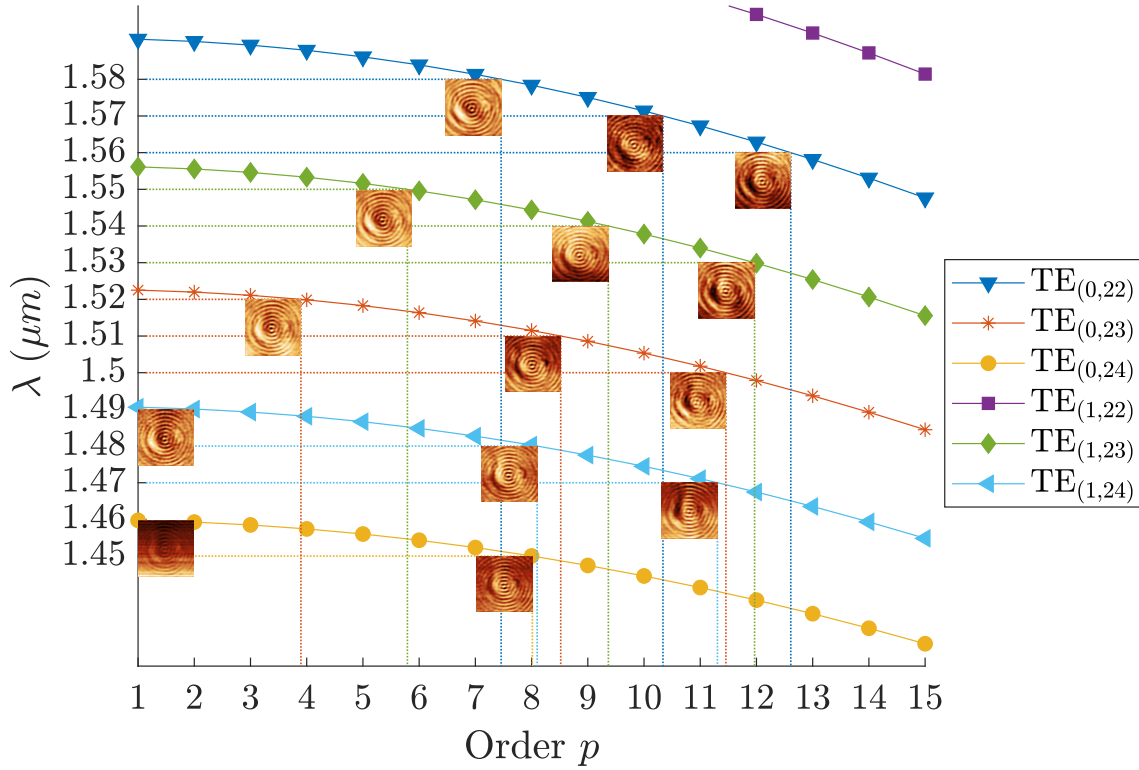 1.58
1.57
1.56
1.55
1.54
1.53
1.52
1.51
1.5
1.49
1.48
1.47
1.46
1.45
λ (μm)
1 2 3 4 5 6 7 8 9 10 11 12 13 14 15
Order p
TE(0,22)
TE(0,23)
TE(0,24)
TE(1,22)
TE(1,23)
TE(1,24)